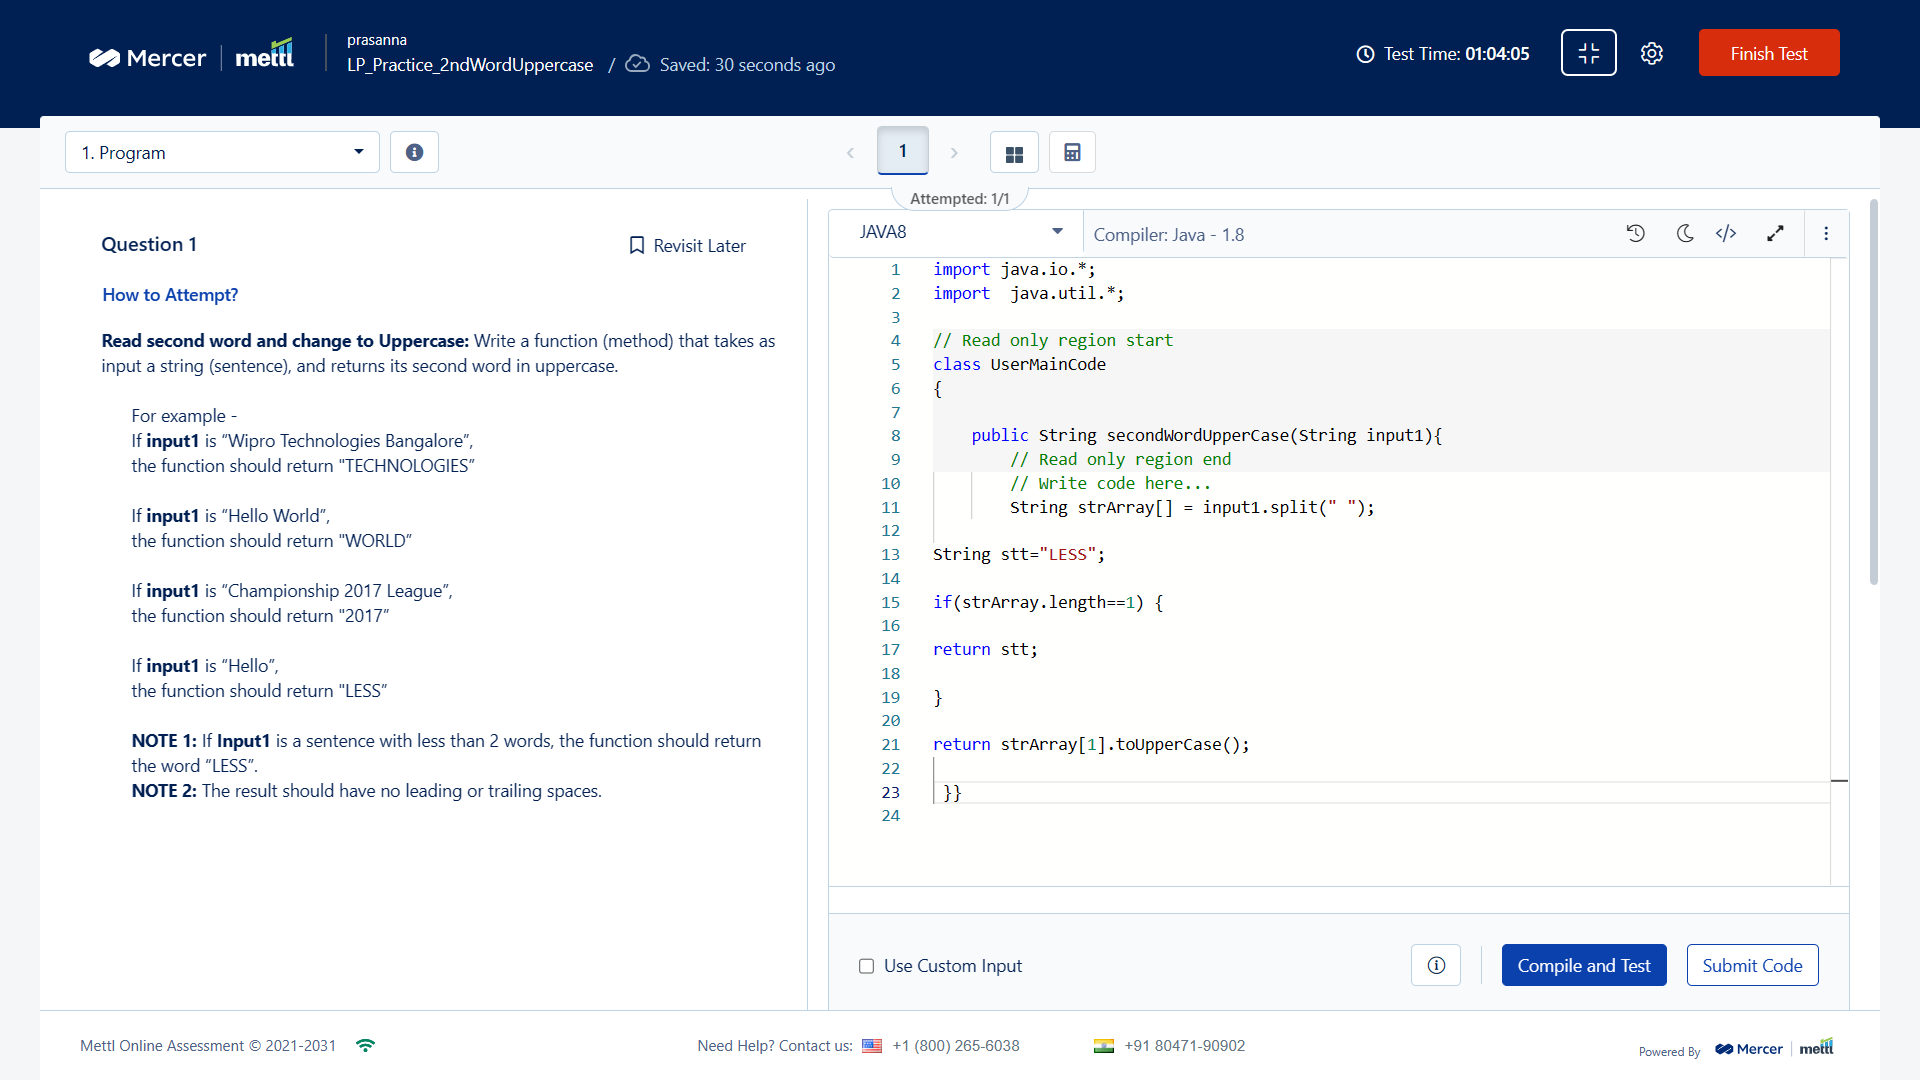 Mercer mettl
prasanna
LP_Practice_2ndWordUppercase / Saved: 30 seconds ago
Test Time: 01:04:05
Finish Test
1. Program
1
Attempted: 1/1
Question 1
Revisit Later
How to Attempt?
Read second word and change to Uppercase: Write a function (method) that takes as
input a string (sentence), and returns its second word in uppercase.
For example -
If input1 is “Wipro Technologies Bangalore”,
the function should return "TECHNOLOGIES”
If input1 is “Hello World”,
the function should return "WORLD”
If input1 is “Championship 2017 League”,
the function should return "2017”
If input1 is “Hello”,
the function should return "LESS”
NOTE 1: If Input1 is a sentence with less than 2 words, the function should return
the word “LESS”.
NOTE 2: The result should have no leading or trailing spaces.
JAVA8
Compiler: Java - 1.8
1 import java.io.*;
2 import  java.util.*;
3
4 // Read only region start
5 class UserMainCode
6 {
7
8     public String secondWordUpperCase(String input1){
9         // Read only region end
10         // Write code here...
11         String strArray[] = input1.split(" ");
12
13 String stt="LESS";
14
15 if(strArray.length==1) {
16
17 return stt;
18
19 }
20
21 return strArray[1].toUpperCase();
22
23  }}
24
Use Custom Input
Compile and Test
Submit Code
Mettl Online Assessment © 2021-2031
Need Help? Contact us: +1 (800) 265-6038
+91 80471-90902
Powered By Mercer mettl